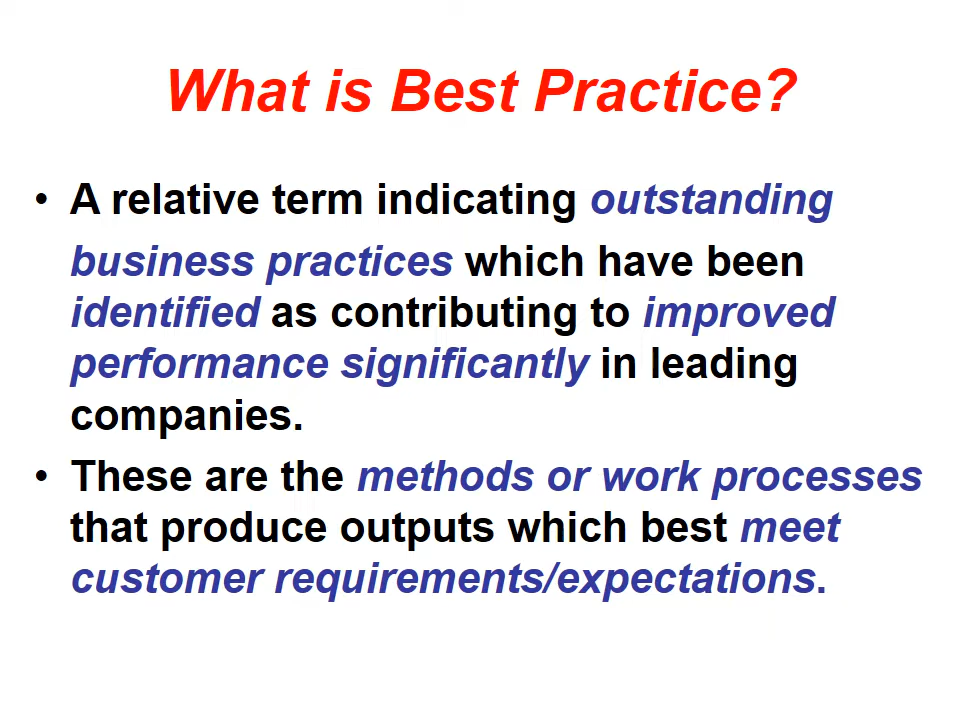 What is Best Practice?
• A relative term indicating outstanding
business practices which have been
identified as contributing to improved
performance significantly in leading
companies.
• These are the methods or work processes
that produce outputs which best meet
customer requirements/expectations.